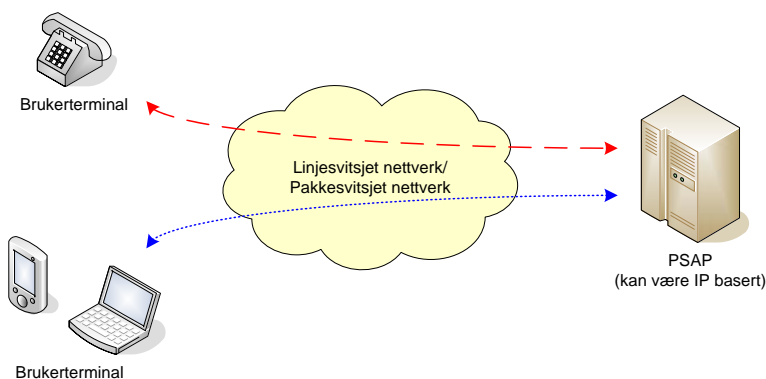 Brukerterminal
Linjesvitsjet nettverk/
Pakkesvitsjet nettverk
PSAP
(kan være IP basert)
Brukerterminal